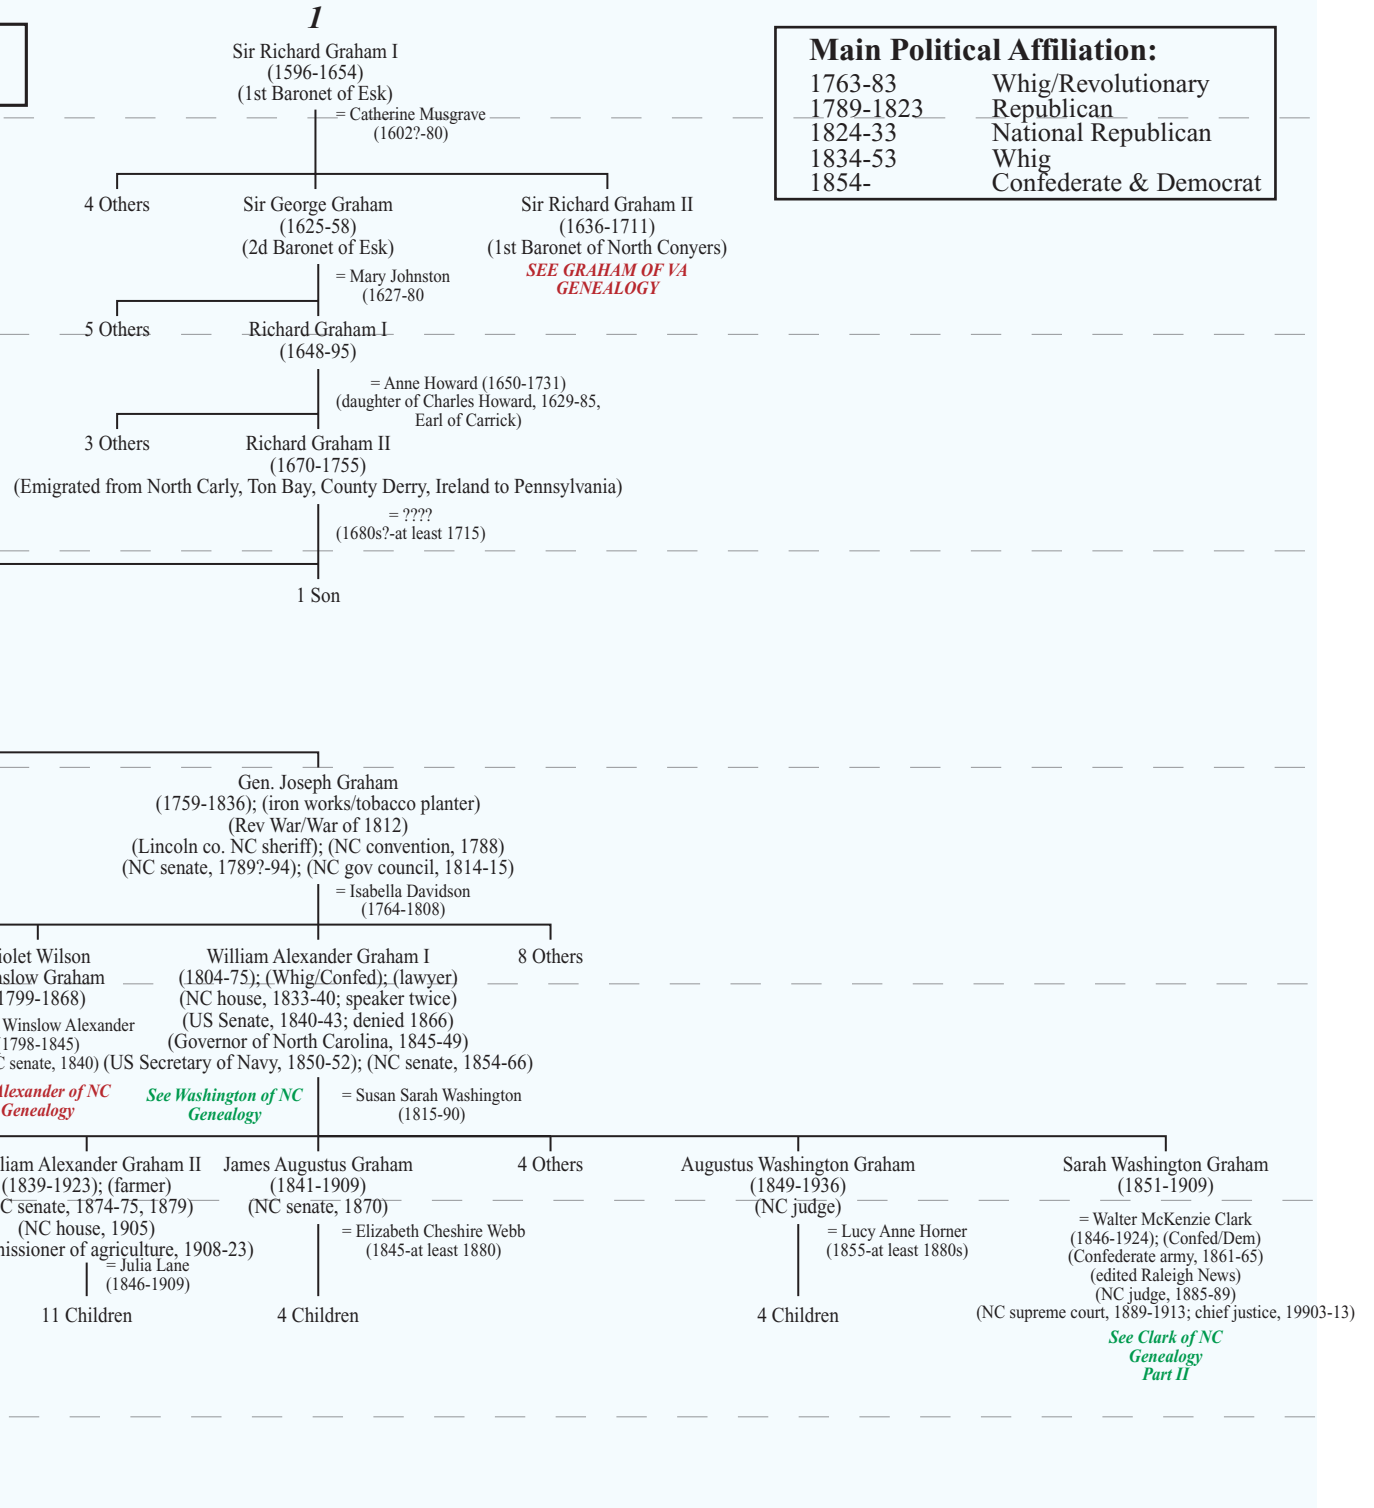 1
Sir Richard Graham I
(1596-1654)
(1st Baronet of Esk)
= Catherine Musgrave
(1602?-80)
Main Political Affiliation:
1763-83 Whig/Revolutionary
1789-1823 Republican
1824-33 National Republican
1834-53 Whig
1854- Confederate & Democrat
4 Others
Sir George Graham
(1625-58)
(2d Baronet of Esk)
Sir Richard Graham II
(1636-1711)
(1st Baronet of North Conyers)
SEE GRAHAM OF VA
GENEALOGY
= Mary Johnston
(1627-80
5 Others
Richard Graham I
(1648-95)
= Anne Howard (1650-1731)
(daughter of Charles Howard, 1629-85,
Earl of Carrick)
3 Others
Richard Graham II
(1670-1755)
(Emigrated from North Carly, Ton Bay, County Derry, Ireland to Pennsylvania)
= ????
(1680s?-at least 1715)
1 Son
Gen. Joseph Graham
(1759-1836); (iron works/tobacco planter)
(Rev War/War of 1812)
(Lincoln co. NC sheriff); (NC convention, 1788)
(NC senate, 1789?-94); (NC gov council, 1814-15)
= Isabella Davidson
(1764-1808)
iolet Wilson
nslow Graham
1799-1868)
Winslow Alexander
1798-1845)
C senate, 1840)
Alexander of NC
Genealogy
William Alexander Graham I
(1804-75); (Whig/Confed); (lawyer)
(NC house, 1833-40; speaker twice)
(US Senate, 1840-43; denied 1866)
(Governor of North Carolina, 1845-49)
(US Secretary of Navy, 1850-52); (NC senate, 1854-66)
8 Others
See Washington of NC
Genealogy
= Susan Sarah Washington
(1815-90)
liam Alexander Graham II
(1839-1923); (farmer)
C senate, 1874-75, 1879)
(NC house, 1905)
missioner of agriculture, 1908-23)
= Julia Lane
(1846-1909)
11 Children
James Augustus Graham
(1841-1909)
(NC senate, 1870)
= Elizabeth Cheshire Webb
(1845-at least 1880)
4 Children
4 Others
Augustus Washington Graham
(1849-1936)
(NC judge)
= Lucy Anne Horner
(1855-at least 1880s)
4 Children
Sarah Washington Graham
(1851-1909)
= Walter McKenzie Clark
(1846-1924); (Confed/Dem)
(Confederate army, 1861-65)
(edited Raleigh News)
(NC judge, 1885-89)
(NC supreme court, 1889-1913; chief justice, 19903-13)
See Clark of NC
Genealogy
Part II